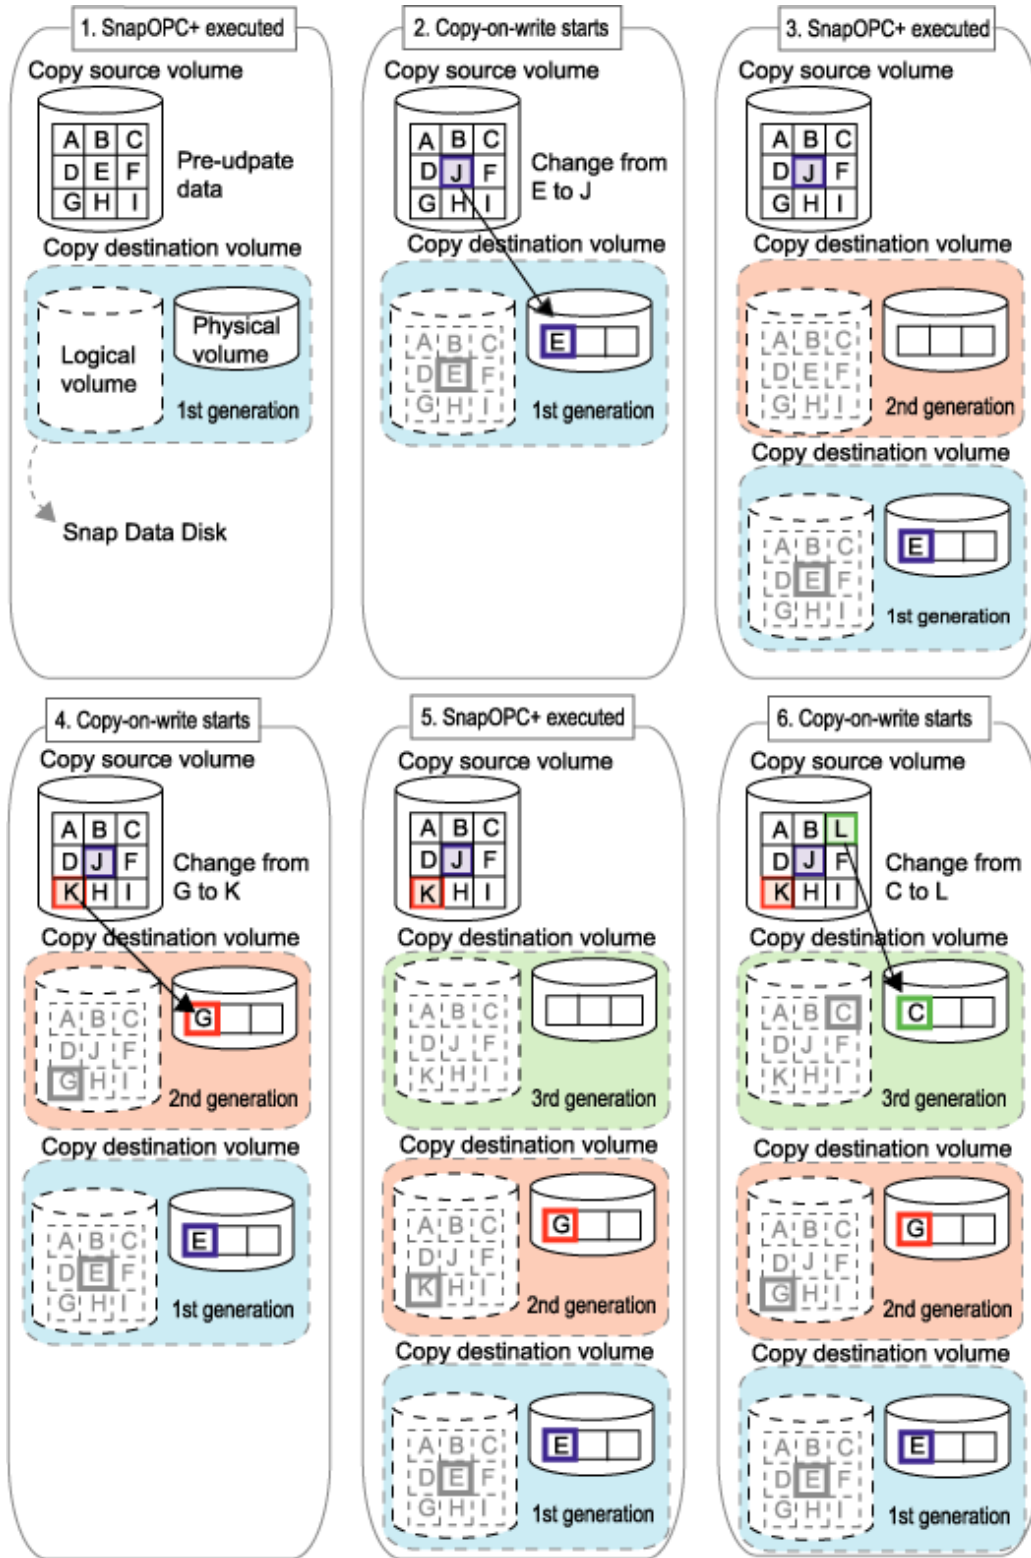 1. SnapOPC+ executed
Copy source volume
A B C
D E F
G H I
Pre-udpate
data
Copy destination volume
Logical
volume
Physical
volume
1st generation
Snap Data Disk
2. Copy-on-write starts
Copy source volume
A B C
D J F
G H I
Change from
E to J
Copy destination volume
A B C
D E F
G H I
E
1st generation
3. SnapOPC+ executed
Copy source volume
A B C
D J F
G H I
Copy destination volume
A B C
D E F
G H I
2nd generation
Copy destination volume
A B C
D E F
G H I
E
1st generation
4. Copy-on-write starts
Copy source volume
A B C
D J F
K H I
Change from
G to K
Copy destination volume
A B C
D J F
G H I
G
2nd generation
Copy destination volume
A B C
D E F
G H I
E
1st generation
5. SnapOPC+ executed
Copy source volume
A B C
D J F
K H I
Copy destination volume
A B C
D J F
K H I
3rd generation
Copy destination volume
A B C
D J F
K H I
G
2nd generation
Copy destination volume
A B C
D E F
G H I
E
1st generation
6. Copy-on-write starts
Copy source volume
A B L
D J F
K H I
Change from
C to L
Copy destination volume
A B C
D J F
K H I
C
3rd generation
Copy destination volume
A B C
D J F
G H I
G
2nd generation
Copy destination volume
A B C
D E F
G H I
E
1st generation